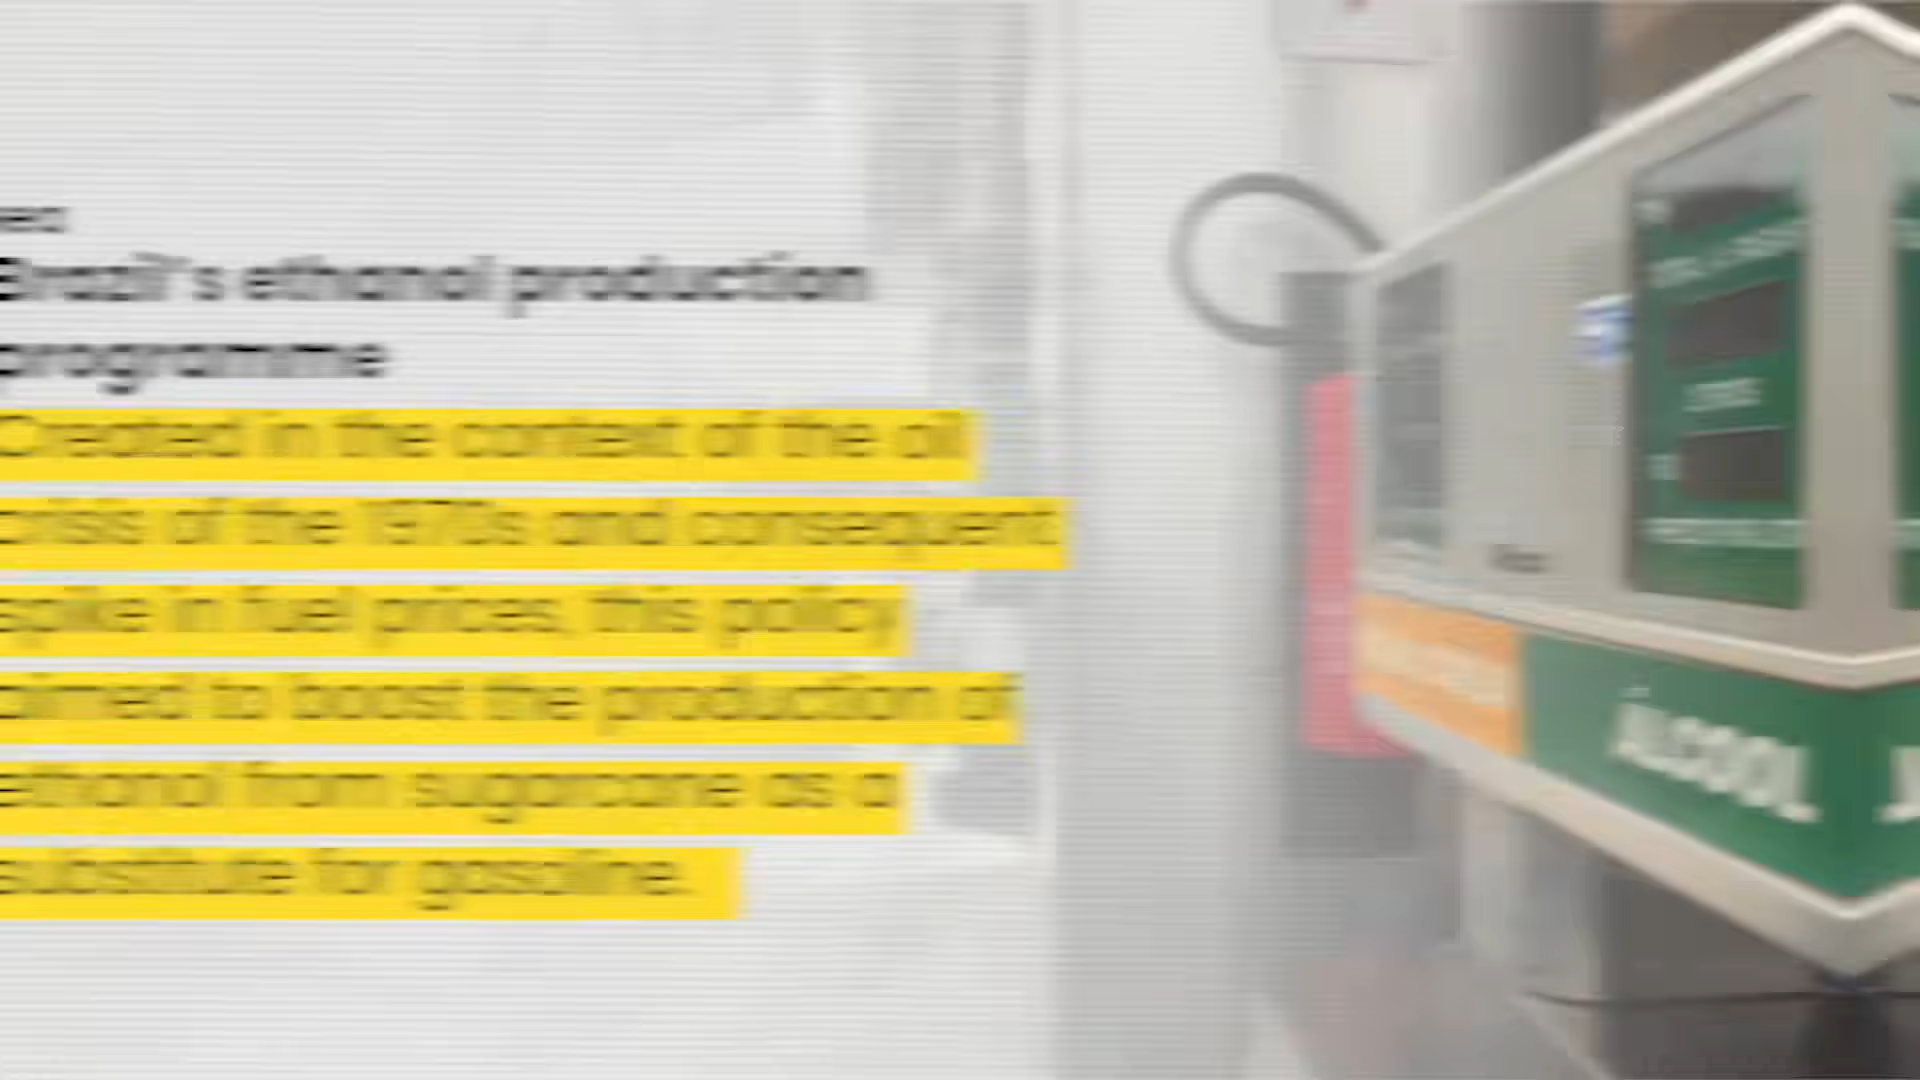 Brazil's ethanol production
programme
Created in the context of the oil
crisis of the 1970s and consequent
spike in fuel prices, this policy
aimed to boost the production of
ethanol from sugarcane as a
substitute for gasoline.
ÁLCOOL